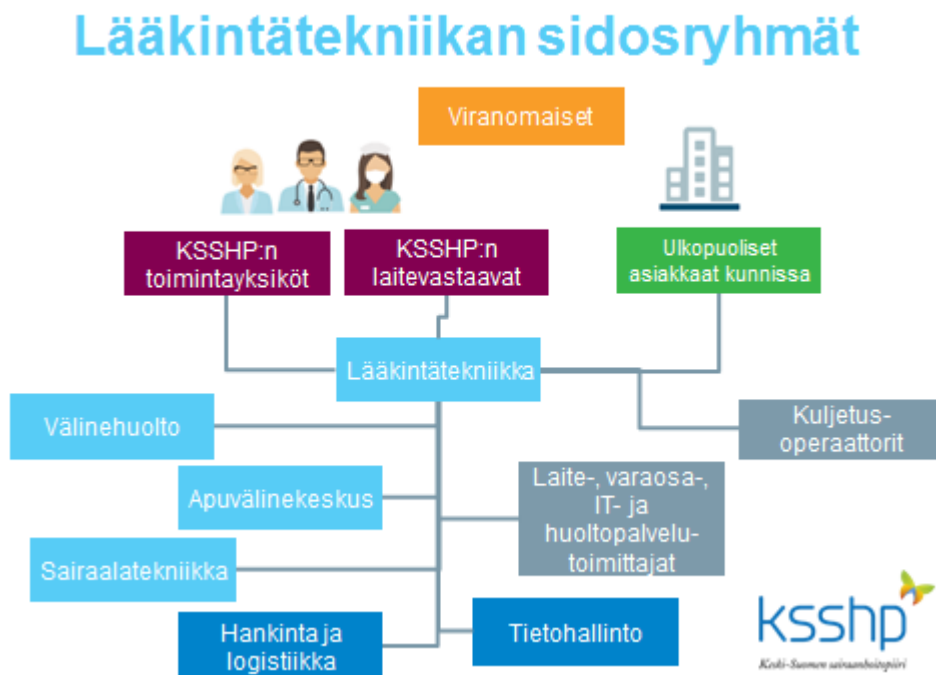 Lääkintätekniikan sidosryhmät
Viranomaiset
KSSHP:n
toimintayksiköt
KSSHP:n
laitevastaavat
Ulkopuoliset
asiakkaat kunnissa
Lääkintätekniikka
Välinehuolto
Kuljetus-
operaattorit
Apuvälinekeskus
Laite-, varaosa-,
IT- ja
huoltopalvelu-
toimittajat
Sairaalatekniikka
Hankinta ja
logistiikka
Tietohallinto
ksshp
Keski-Suomen sairaanhoitopiiri